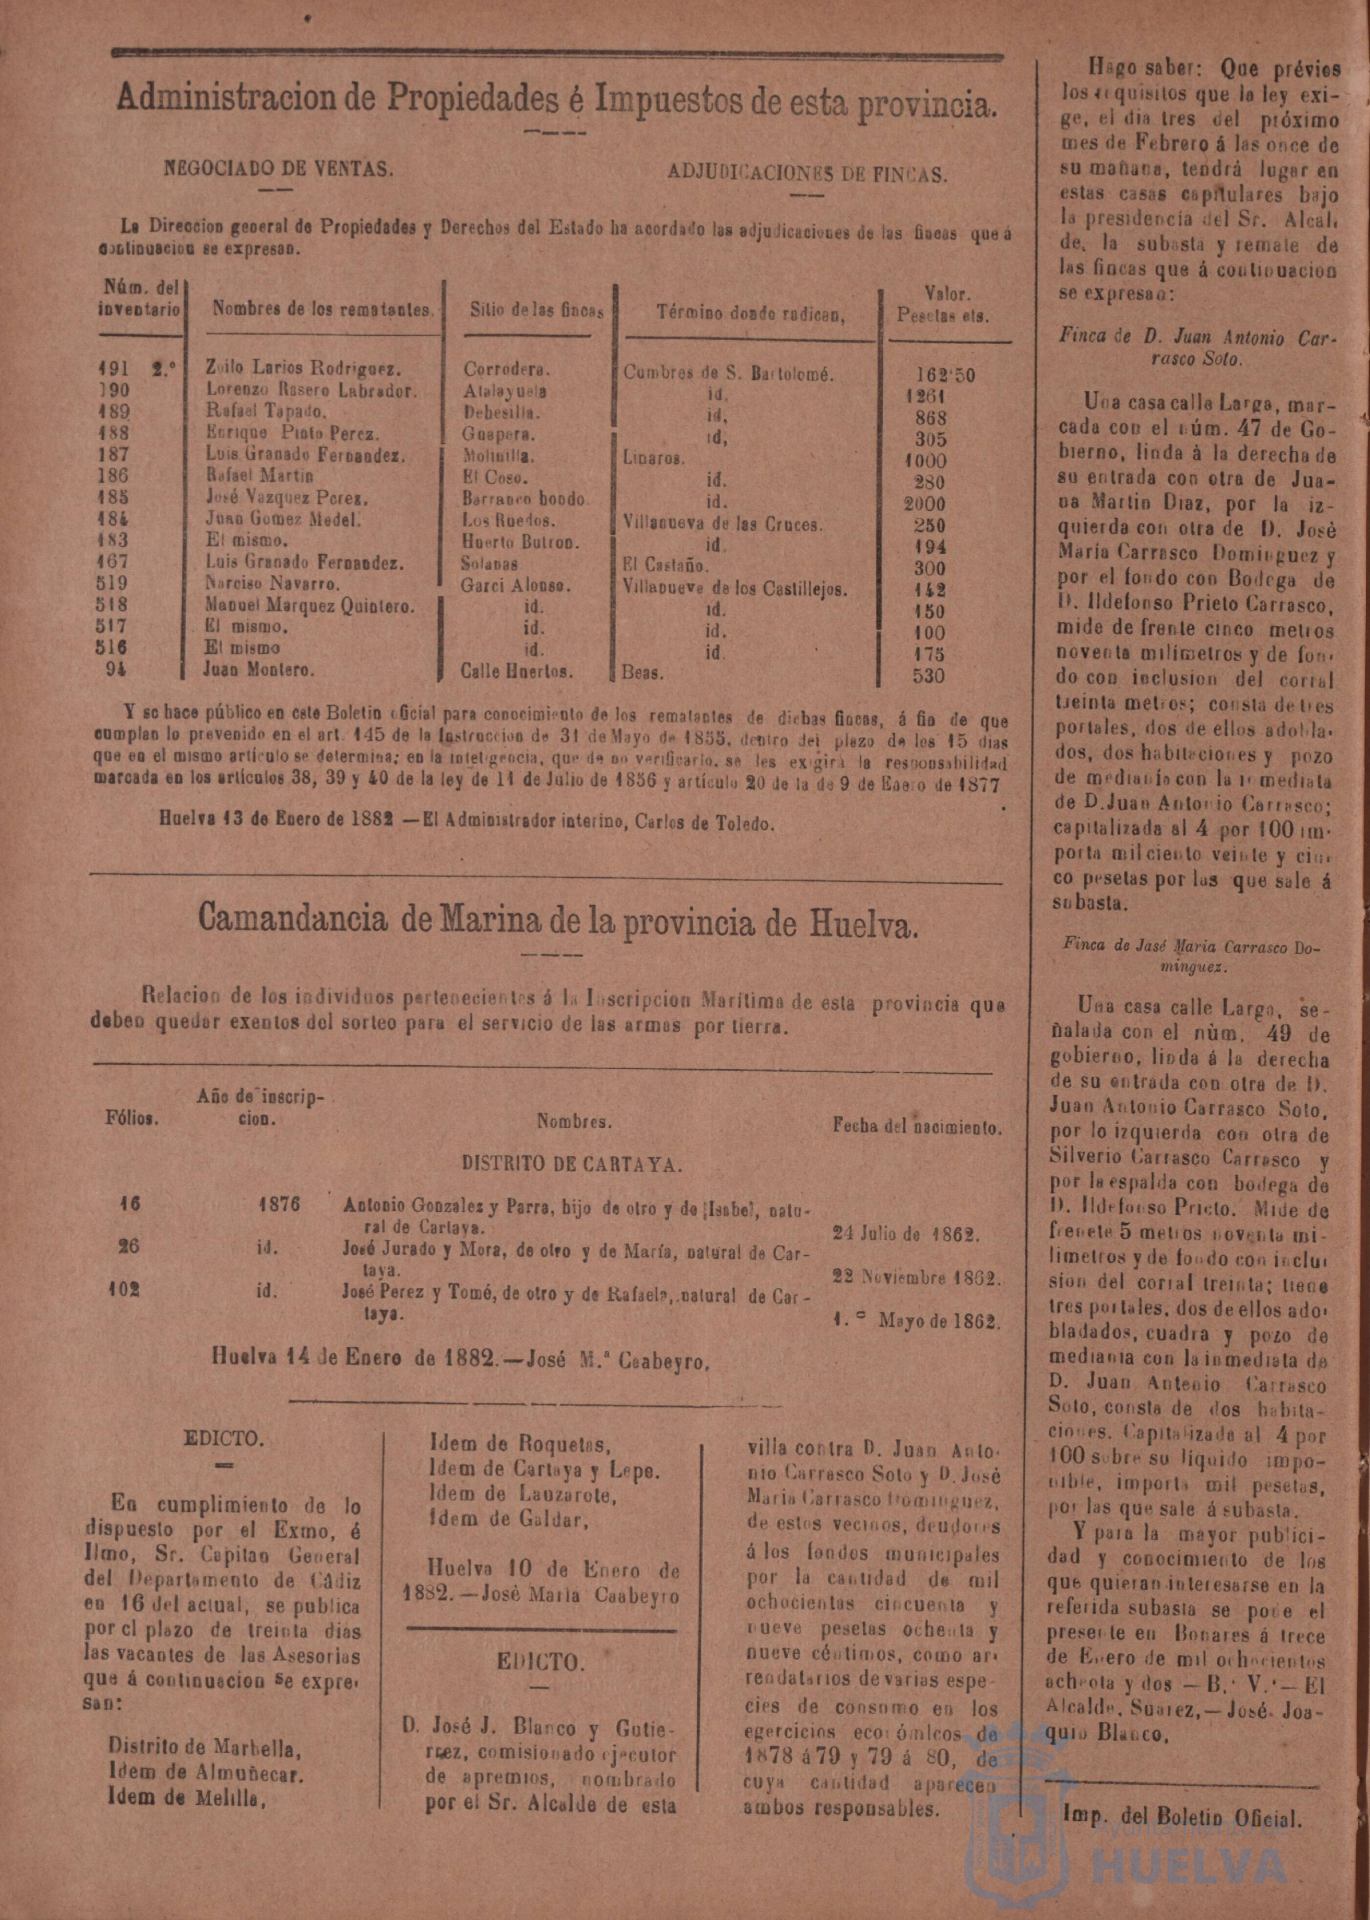 Administracion de Propiedades é Impuestos de esta provincia.
NEGOCIADO DE VENTAS. ADJUDICACIONES DE FINCAS.
La Direccion general de Propiedades y Derechos del Estado ha acordado las adjudicaciones de las fincas que á
continuacion se expresan.
Núm. del inventario Nombres de los rematantes. Sitio de las fincas Término donde radican, Valor. Pesetas cts.
191 2.º Zoilo Larios Rodriguez. Corrodera. Cumbres de S. Bartolomé. 162'50
190 Lorenzo Rasero Labrador. Atalayuela id. 1261
189 Rafael Tapado. Dehesilla. id, 868
188 Enrique Pinto Perez. Guapera. id, 305
187 Luis Granado Fernandez. Molinilla. Linaros. 1000
186 Rafael Martin El Coso. id. 280
185 José Vazquez Perez. Barranco hondo. id. 2000
184 Juan Gomez Medel. Los Ruedos. Villanueva de las Cruces. 250
183 El mismo. Huerto Butron. id. 194
167 Luis Granado Fernandez. Solanas El Castaño. 300
519 Narciso Navarro. Garci Alonso. Villanueve de los Castillejos. 142
518 Manuel Marquez Quintero. id. id. 150
517 El mismo. id. id. 100
516 El mismo id. id. 175
94 Juan Montero. Calle Huertos. Beas. 530
Y se hace público en este Boletin oficial para conocimiento de los rematantes de dichas fincas, á fin de que
cumplan lo prevenido en el art. 145 de la Instruccion de 31 de Mayo de 1855, dentro del plazo de los 15 dias
que en el mismo artículo se determina; en la inteligencia, que de no verificarlo, se les exigirá la responsabilidad
marcada en los artículos 38, 39 y 40 de la ley de 11 de Julio de 1856 y artículo 20 de la de 9 de Enero de 1877
Huelva 13 de Enero de 1882 —El Administrador interino, Carlos de Toledo.
Camandancia de Marina de la provincia de Huelva.
Relacion de los individuos pertenecientes á la Inscripcion Marítima de esta provincia que
deben quedar exentos del sorteo para el servicio de las armas por tierra.
Fólios. Año de inscrip-
cion. Nombres. Fecha del nacimiento.
DISTRITO DE CARTAYA.
16 1876 Antonio Gonzalez y Parra, hijo de otro y de Isabel, natu-
ral de Cartaya. 24 Julio de 1862.
26 id. José Jurado y Mora, de otro y de María, natural de Car-
taya. 22 Noviembre 1862.
102 id. José Perez y Tomé, de otro y de Rafaela, natural de Car-
taya. 1.º Mayo de 1862.
Huelva 14 de Enero de 1882.—José M.ª Caabeyro,
EDICTO.
En cumplimiento de lo
dispuesto por el Exmo, é
Ilmo, Sr. Capitan General
del Departamento de Cádiz
en 16 del actual, se publica
por el plazo de treinta dias
las vacantes de las Asesorias
que á continuacion se expre-
san:
Distrito de Marbella,
Idem de Almuñecar.
Idem de Melilla,
Idem de Roquetas,
Idem de Cartaya y Lepe.
Idem de Lanzarote,
Idem de Galdar,
Huelva 10 de Enero de
1882.—José Maria Caabeyro
EDICTO.
D. José J. Blanco y Gutie-
rrez, comisionado ejecutor
de apremios, nombrado
por el Sr. Alcalde de esta
villa contra D. Juan Anto-
nio Carrasco Soto y D. José
Maria Carrasco Dominguez,
de estos vecinos, deudores
á los fondos municipales
por la cantidad de mil
ochocientas cincuenta y
nueve pesetas ochenta y
nueve céntimos, como ar-
rendatarios de varias espe-
cies de consumo en los
egercicios económicos de
1878 á 79 y 79 á 80, de
cuya cantidad aparecen
ambos responsables.
Hago saber: Que prévios
los requisitos que la ley exi-
ge, el dia tres del próximo
mes de Febrero á las once de
su mañana, tendrá lugar en
estas casas capitulares bajo
la presidencia del Sr. Alcal-
de, la subasta y remate de
las fincas que á continuacion
se expresan:
Finca de D. Juan Antonio Car-
rasco Soto.
Una casa calle Larga, mar-
cada con el núm. 47 de Go-
bierno, linda á la derecha de
su entrada con otra de Jua-
na Martin Diaz, por la iz-
quierda con otra de D. José
María Carrasco Dominguez y
por el fondo con Bodega de
D. Ildefonso Prieto Carrasco,
mide de frente cinco metros
noventa milímetros y de fon-
do con inclusion del corral
treinta metros; consta de tres
portales, dos de ellos adobla-
dos, dos habitaciones y pozo
de medianía con la inmediata
de D. Juan Antonio Carrasco;
capitalizada al 4 por 100 im-
porta mil ciento veinte y cin-
co pesetas por las que sale á
subasta.
Finca de Jasé Maria Carrasco Do-
minguez.
Una casa calle Larga, se-
ñalada con el núm. 49 de
gobierno, linda á la derecha
de su entrada con otra de D.
Juan Antonio Carrasco Soto,
por lo izquierda con otra de
Silverio Carrasco Carrasco y
por la espalda con bodega de
D. Ildefonso Prieto. Mide de
frenete 5 metros noventa mi-
limetros y de fondo con inclu-
sion del corral treinta; tiene
tres portales, dos de ellos ado-
bladados, cuadra y pozo de
mediania con la inmediata de
D. Juan Antonio Carrasco
Soto, consta de dos habita-
ciones. Capitalizada al 4 por
100 sobre su líquido impo-
nible, importa mil pesetas,
por las que sale á subasta.
Y para la mayor publici-
dad y conocimiento de los
que quieran interesarse en la
referida subasta se pone el
presente en Bonares á trece
de Enero de mil ochocientos
achenta y dos — B.º V.º—El
Alcalde, Suarez,—José Joa-
quin Blanco,
Imp. del Boletin Oficial.
HUELVA